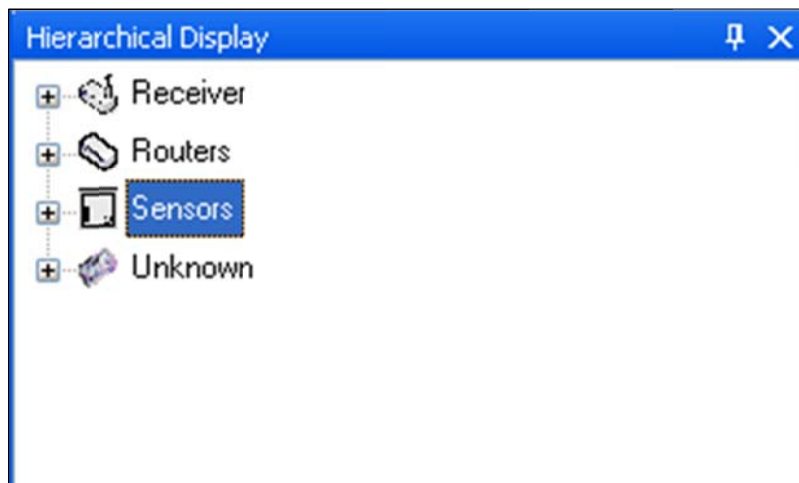 Hierarchical Display
Receiver
Routers
Sensors
Unknown